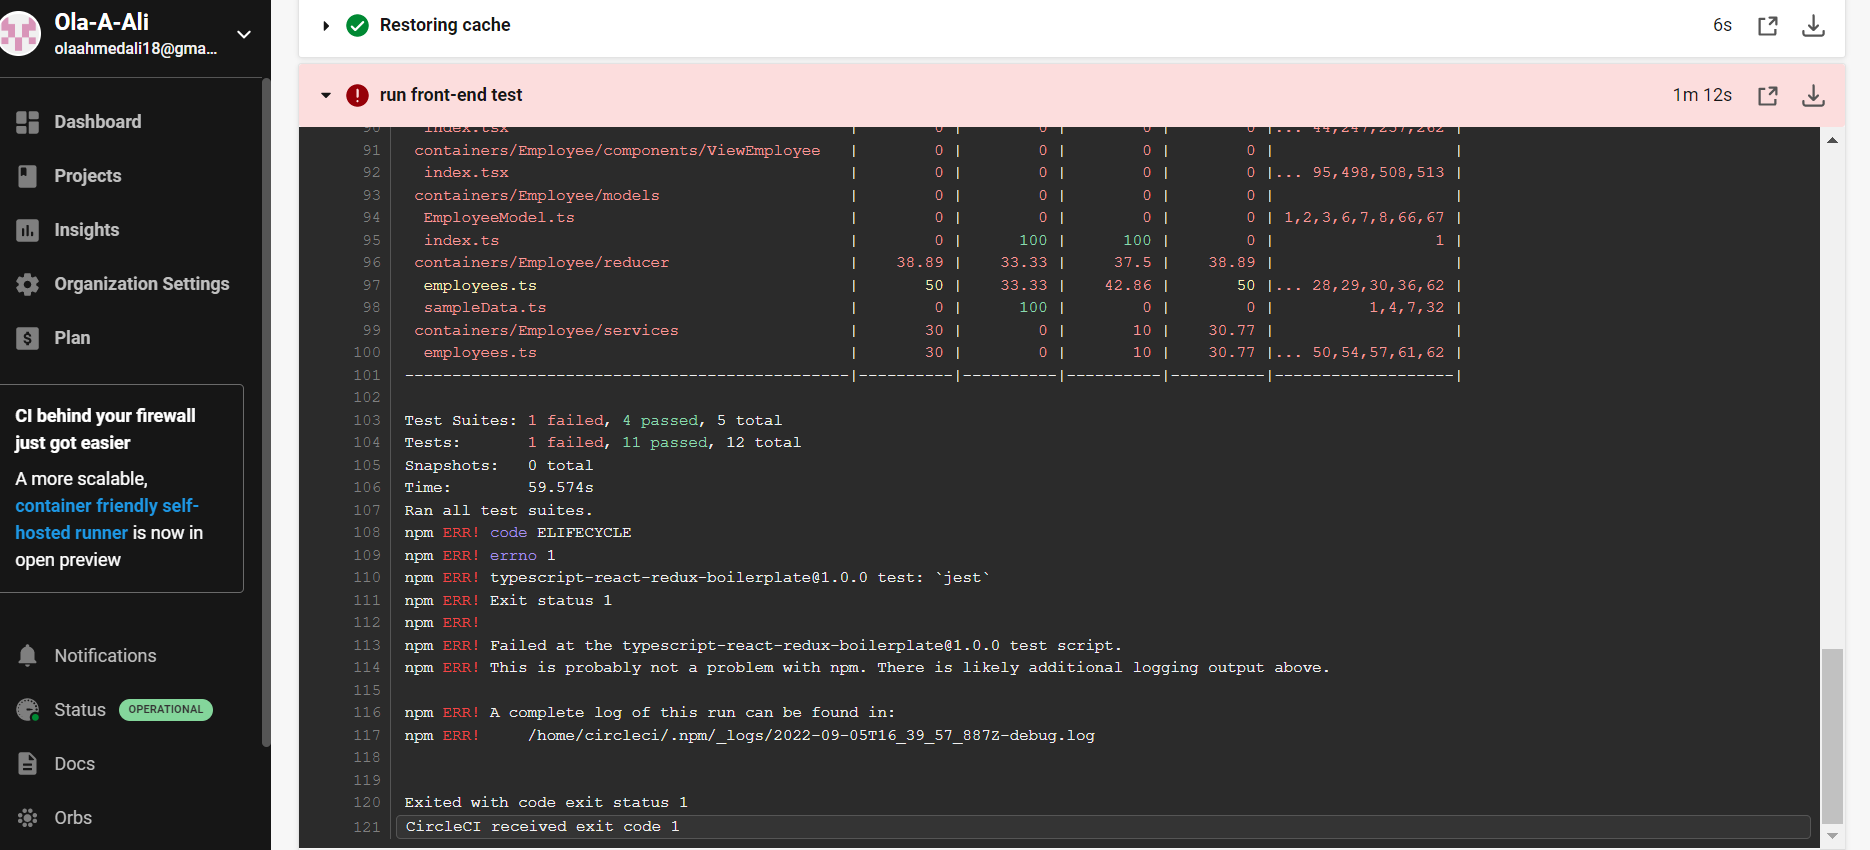 Ola-A-Ali
olaahmedali18@gma...
Dashboard
Projects
Insights
Organization Settings
Plan
CI behind your firewall
just got easier
A more scalable,
container friendly self-
hosted runner is now in
open preview
Notifications
Status OPERATIONAL
Docs
Orbs
Restoring cache 6s
run front-end test 1m 12s
90 index.tsx | 0 | 0 | 0 | 0 |... 44,247,257,262 |
91 containers/Employee/components/ViewEmployee | 0 | 0 | 0 | 0 | |
92 index.tsx | 0 | 0 | 0 | 0 |... 95,498,508,513 |
93 containers/Employee/models | 0 | 0 | 0 | 0 | |
94 EmployeeModel.ts | 0 | 0 | 0 | 0 | 1,2,3,6,7,8,66,67 |
95 index.ts | 0 | 100 | 100 | 0 | 1 |
96 containers/Employee/reducer | 38.89 | 33.33 | 37.5 | 38.89 | |
97 employees.ts | 50 | 33.33 | 42.86 | 50 |... 28,29,30,36,62 |
98 sampleData.ts | 0 | 100 | 0 | 0 | 1,4,7,32 |
99 containers/Employee/services | 30 | 0 | 10 | 30.77 | |
100 employees.ts | 30 | 0 | 10 | 30.77 |... 50,54,57,61,62 |
101 -----------------------------------------------|----------|----------|----------|----------|-------------------|
102
103 Test Suites: 1 failed, 4 passed, 5 total
104 Tests: 1 failed, 11 passed, 12 total
105 Snapshots: 0 total
106 Time: 59.574s
107 Ran all test suites.
108 npm ERR! code ELIFECYCLE
109 npm ERR! errno 1
110 npm ERR! typescript-react-redux-boilerplate@1.0.0 test: `jest`
111 npm ERR! Exit status 1
112 npm ERR!
113 npm ERR! Failed at the typescript-react-redux-boilerplate@1.0.0 test script.
114 npm ERR! This is probably not a problem with npm. There is likely additional logging output above.
115
116 npm ERR! A complete log of this run can be found in:
117 npm ERR! /home/circleci/.npm/_logs/2022-09-05T16_39_57_887Z-debug.log
118
119
120 Exited with code exit status 1
121 CircleCI received exit code 1